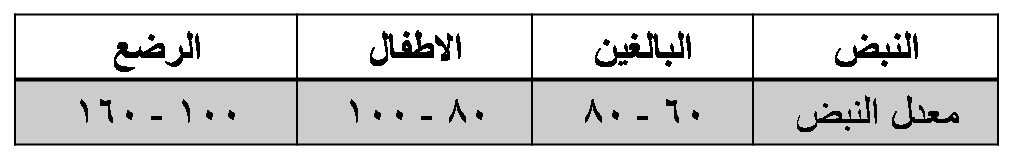 النبض البالغين الاطفال الرضع
معدل النبض ٦٠ - ٨٠ ٨٠ - ١٠٠ ١٠٠ - ١٦٠